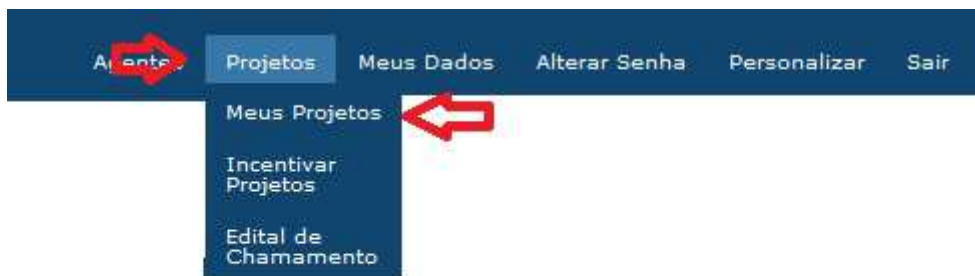 Projetos Meus Dados Alterar Senha Personalizar Sair
Meus Projetos
Incentivar
Projetos
Edital de
Chamamento